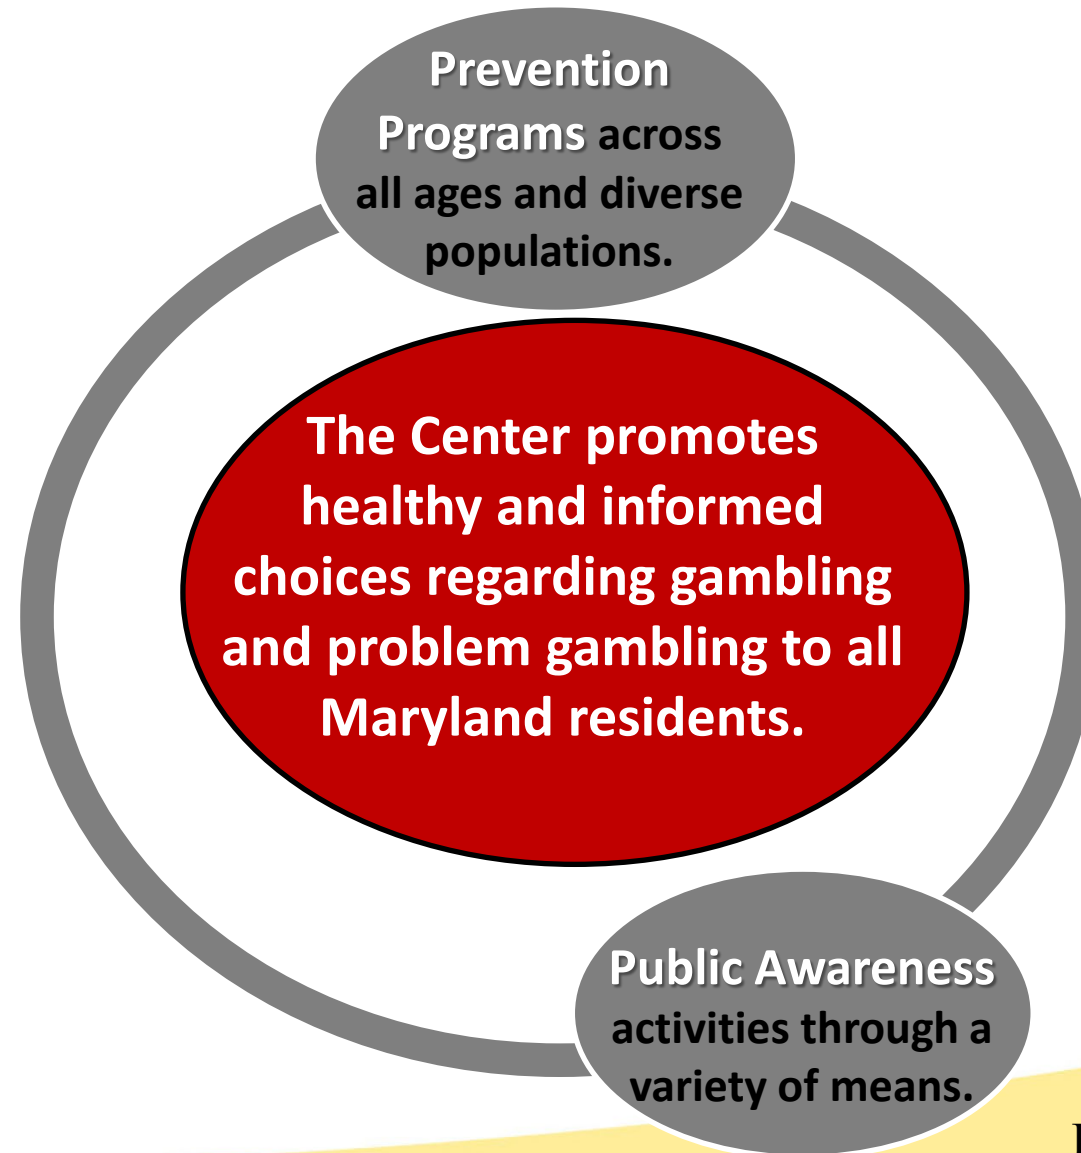 Prevention
Programs across
all ages and diverse
populations.
The Center promotes
healthy and informed
choices regarding gambling
and problem gambling to all
Maryland residents.
Public Awareness
activities through a
variety of means.